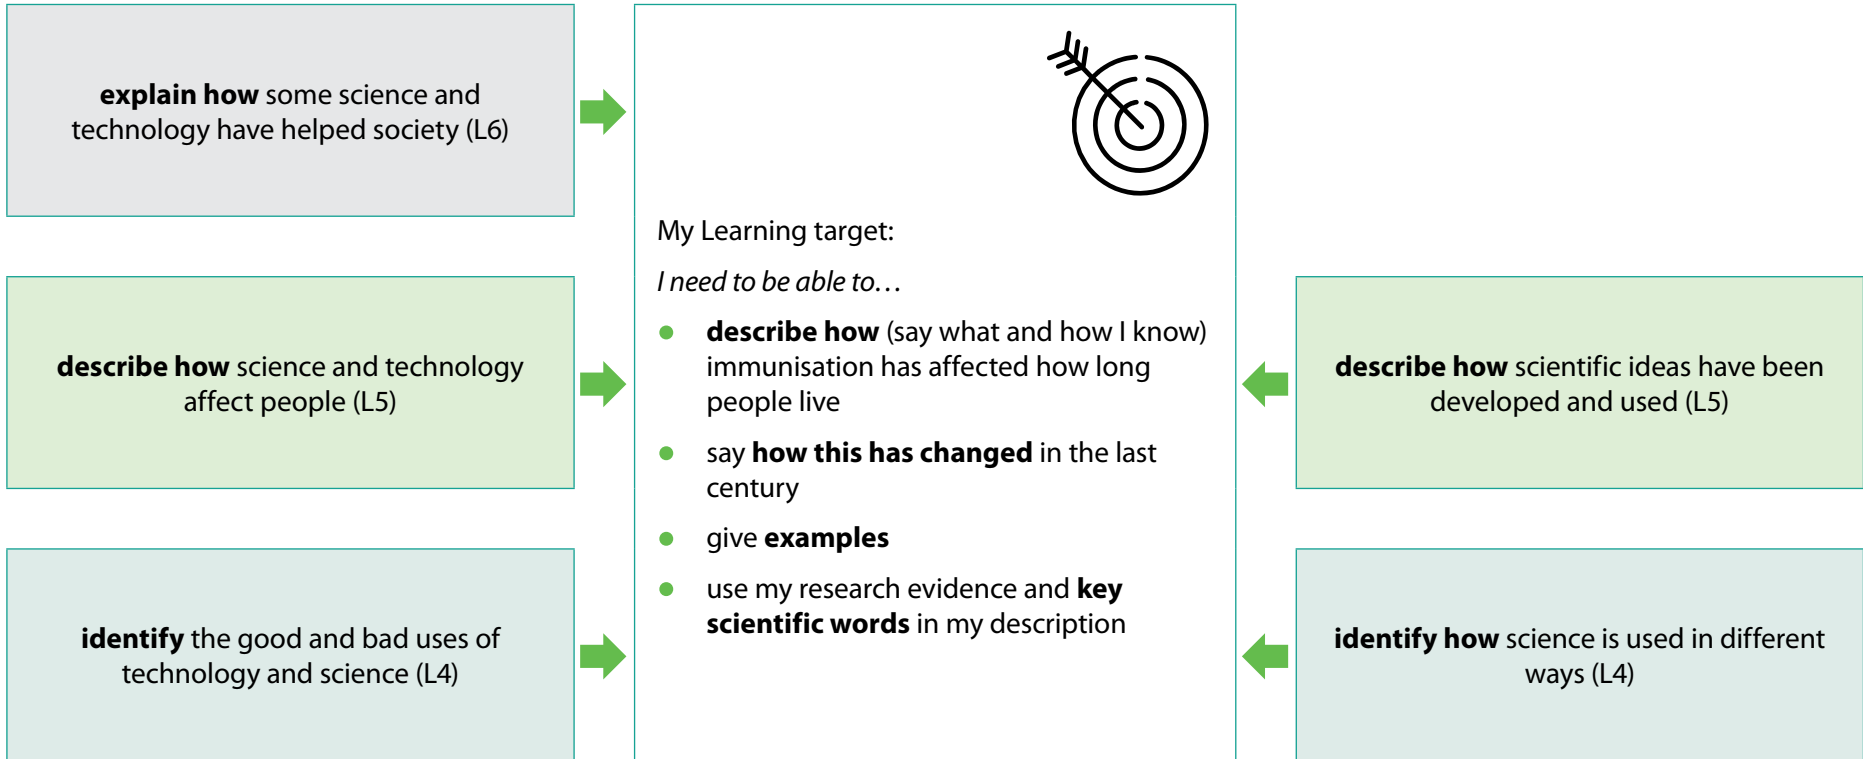 explain how some science and
technology have helped society (L6)
describe how science and technology
affect people (L5)
identify the good and bad uses of
technology and science (L4)
My Learning target:
I need to be able to…
● describe how (say what and how I know)
immunisation has affected how long
people live
● say how this has changed in the last
century
● give examples
● use my research evidence and key
scientific words in my description
describe how scientific ideas have been
developed and used (L5)
identify how science is used in different
ways (L4)